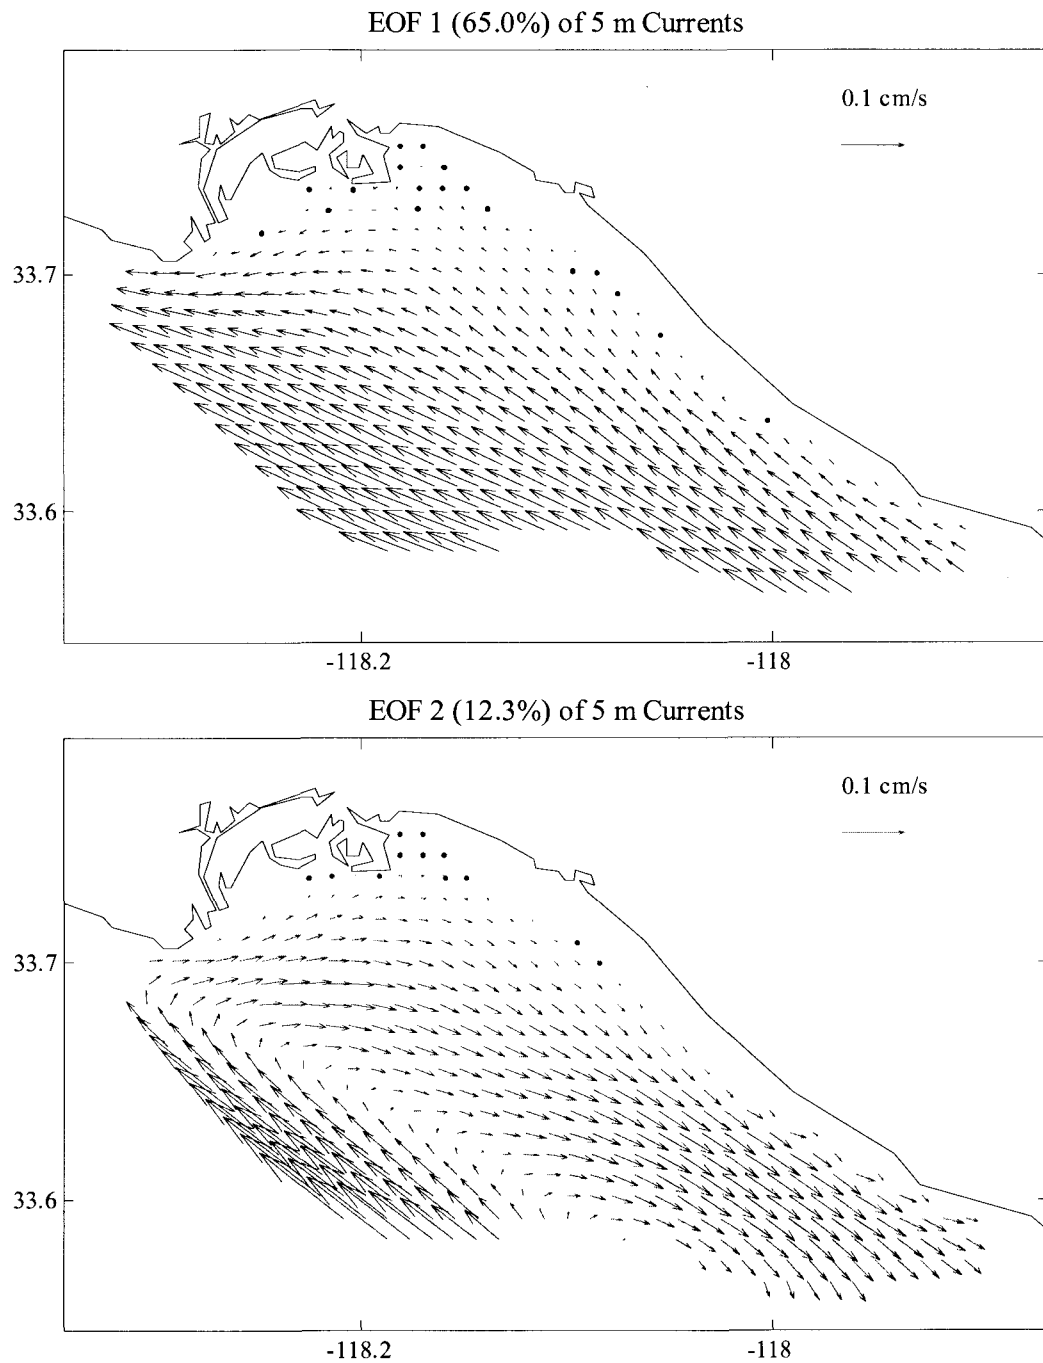 EOF 1 (65.0%) of 5 m Currents
0.1 cm/s
33.7
33.6
-118.2
-118
EOF 2 (12.3%) of 5 m Currents
0.1 cm/s
33.7
33.6
-118.2
-118